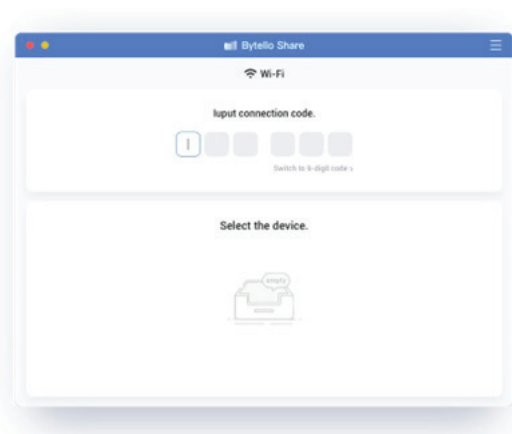 Bytello Share
Wi-Fi
Iuput connection code.
Switch to 6-digit code >
Select the device.
empty